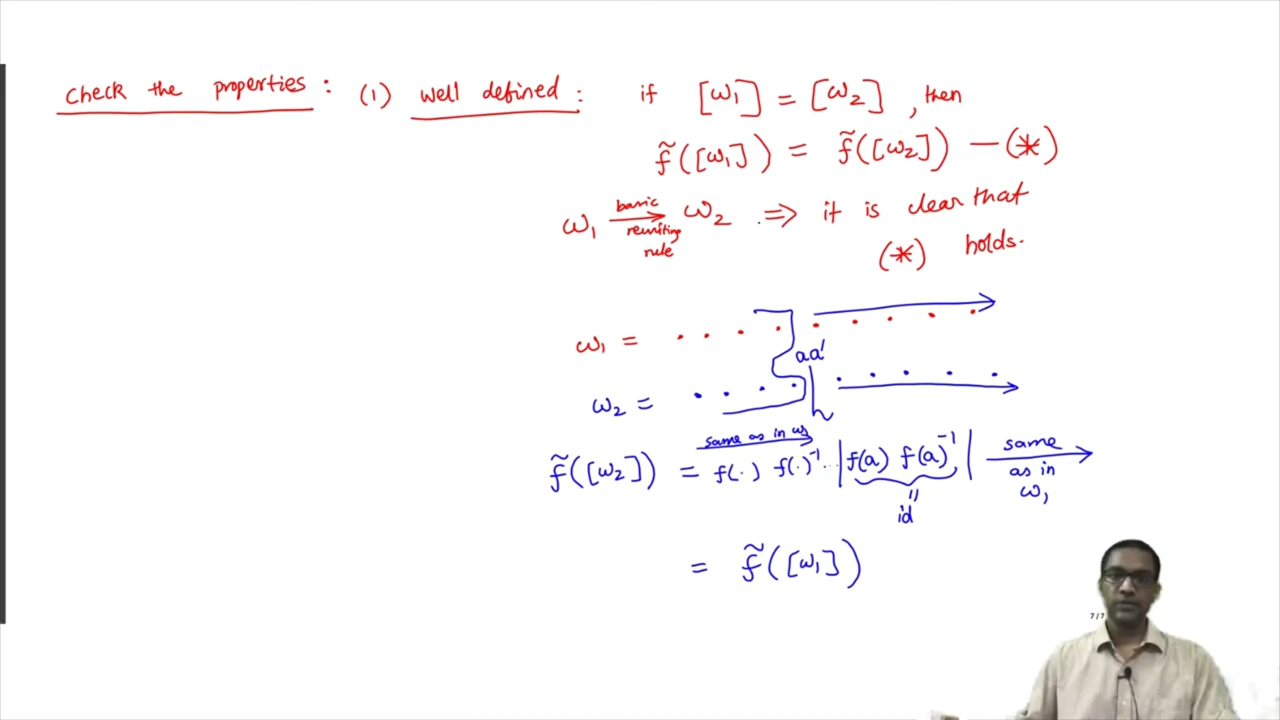 check the properties : (1) well defined : if [ω₁] = [ω₂] , then
f̃([ω₁]) = f̃([ω₂]) — (*)
ω₁ basic rewriting rule → ω₂ ⇒ it is clear that
(*) holds.
ω₁ = . . . . . . . . .
aa'
ω₂ = . . . . . . . . .
f̃([ω₂]) = same as in ω₁ f(·) f(·)⁻¹ ... | f(a) f(a)⁻¹ | same as in ω₁
id
= f̃([ω₁])
7 / 7